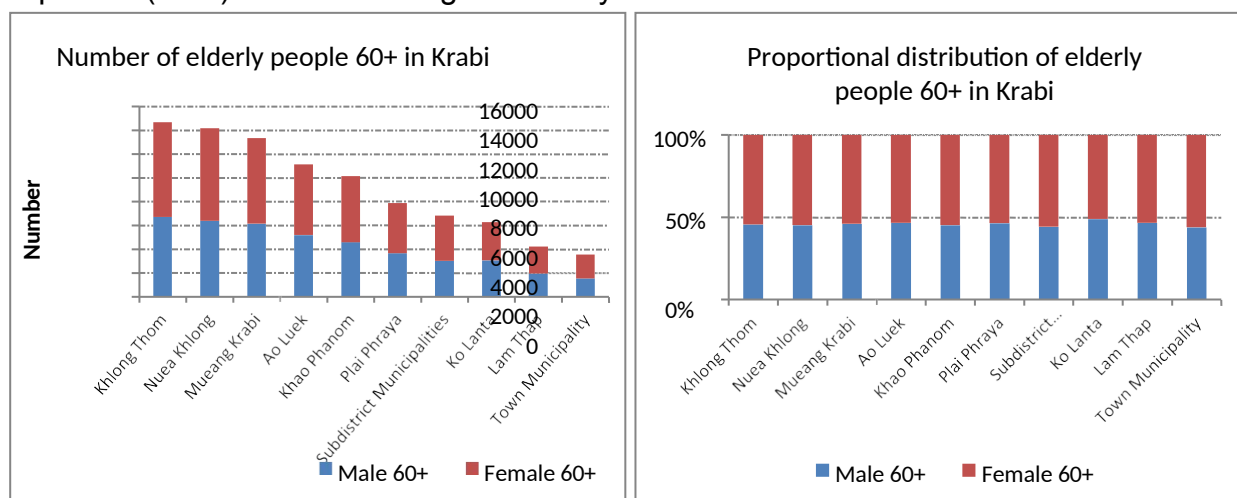 Number of elderly people 60+ in Krabi
16000
14000
12000
10000
8000
6000
4000
2000
0
Number
Khlong Thom
Nuea Khlong
Mueang Krabi
Ao Luek
Khao Phanom
Plai Phraya
Subdistrict Municipalities
Ko Lanta
Lam Thap
Town Municipality
Male 60+
Female 60+
Proportional distribution of elderly
people 60+ in Krabi
100%
50%
0%
Khlong Thom
Nuea Khlong
Mueang Krabi
Ao Luek
Khao Phanom
Plai Phraya
Subdistrict...
Ko Lanta
Lam Thap
Town Municipality
Male 60+
Female 60+